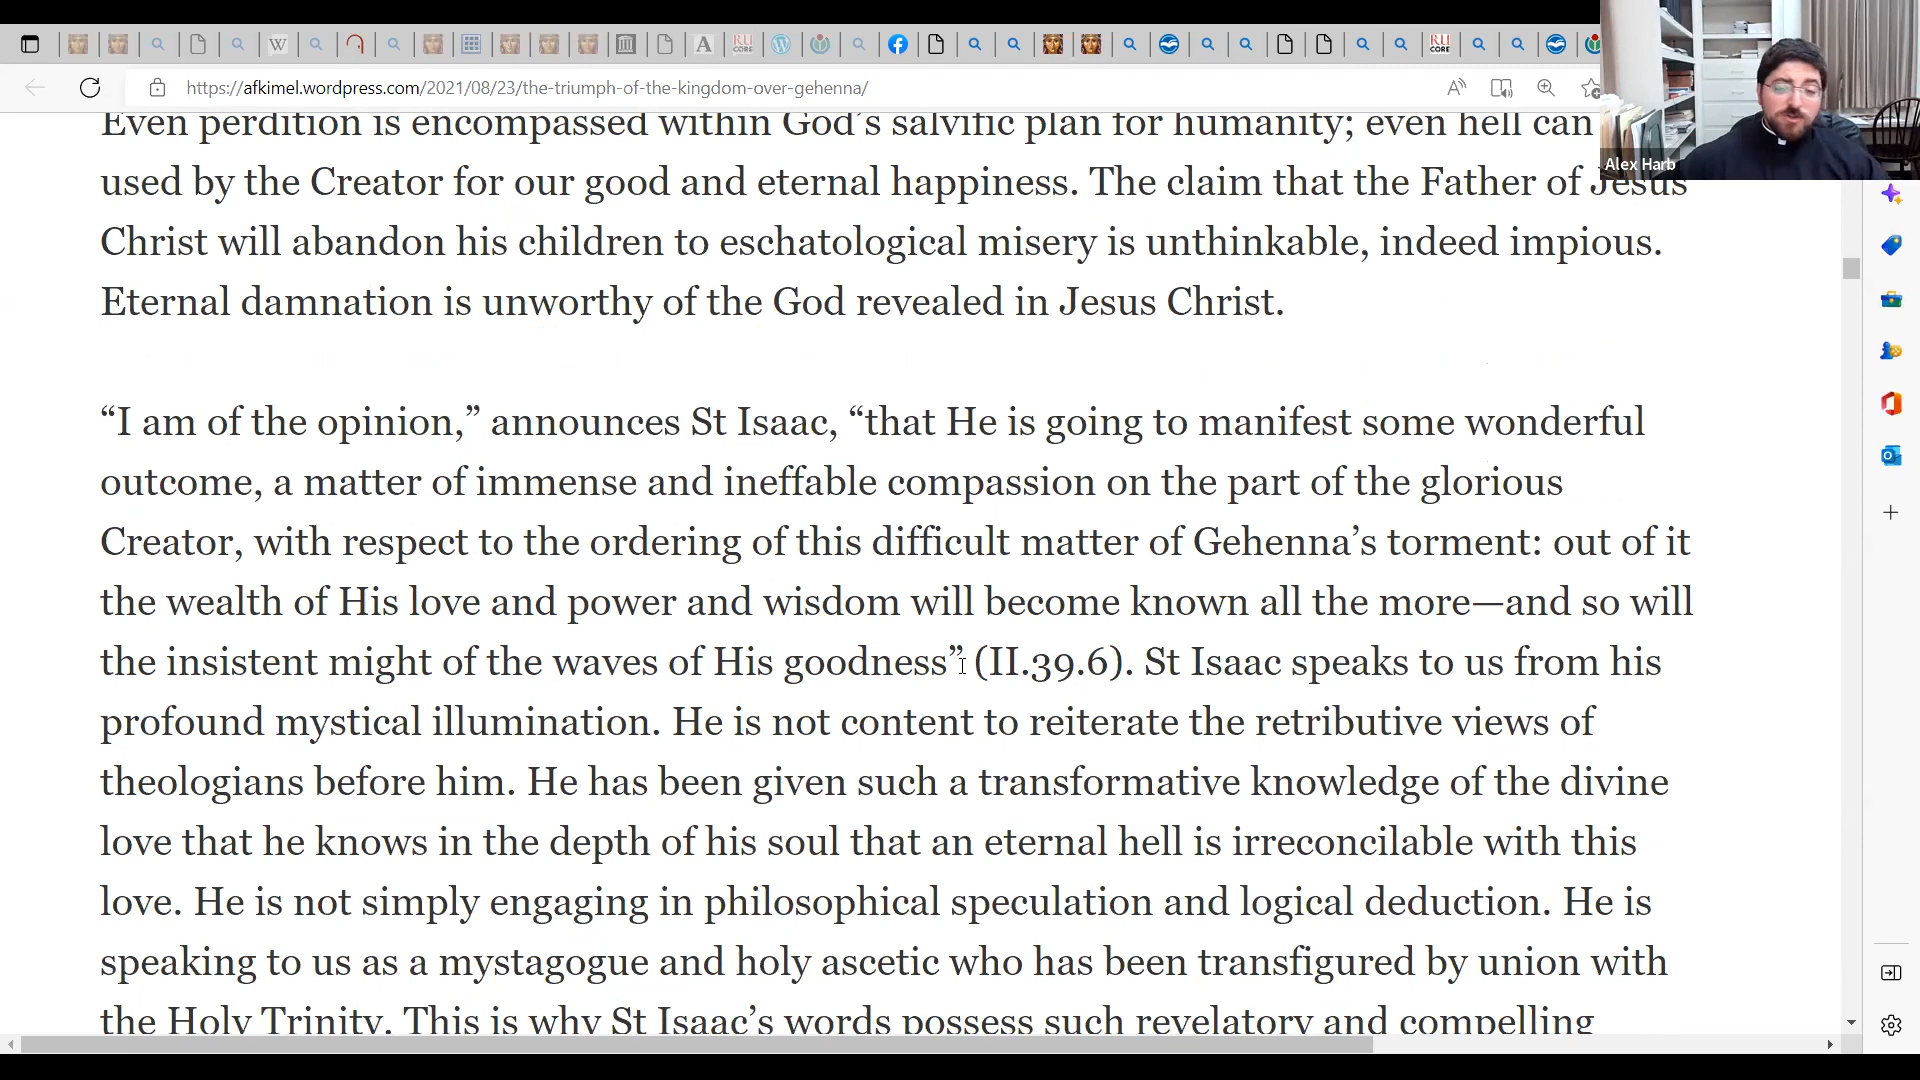 https://afkimel.wordpress.com/2021/08/23/the-triumph-of-the-kingdom-over-gehenna/
Alex Harb
Even perdition is encompassed within God’s salvific plan for humanity; even hell can
used by the Creator for our good and eternal happiness. The claim that the Father of Jesus
Christ will abandon his children to eschatological misery is unthinkable, indeed impious.
Eternal damnation is unworthy of the God revealed in Jesus Christ.
“I am of the opinion,” announces St Isaac, “that He is going to manifest some wonderful
outcome, a matter of immense and ineffable compassion on the part of the glorious
Creator, with respect to the ordering of this difficult matter of Gehenna’s torment: out of it
the wealth of His love and power and wisdom will become known all the more—and so will
the insistent might of the waves of His goodness” (II.39.6). St Isaac speaks to us from his
profound mystical illumination. He is not content to reiterate the retributive views of
theologians before him. He has been given such a transformative knowledge of the divine
love that he knows in the depth of his soul that an eternal hell is irreconcilable with this
love. He is not simply engaging in philosophical speculation and logical deduction. He is
speaking to us as a mystagogue and holy ascetic who has been transfigured by union with
the Holy Trinity. This is why St Isaac’s words possess such revelatory and compelling